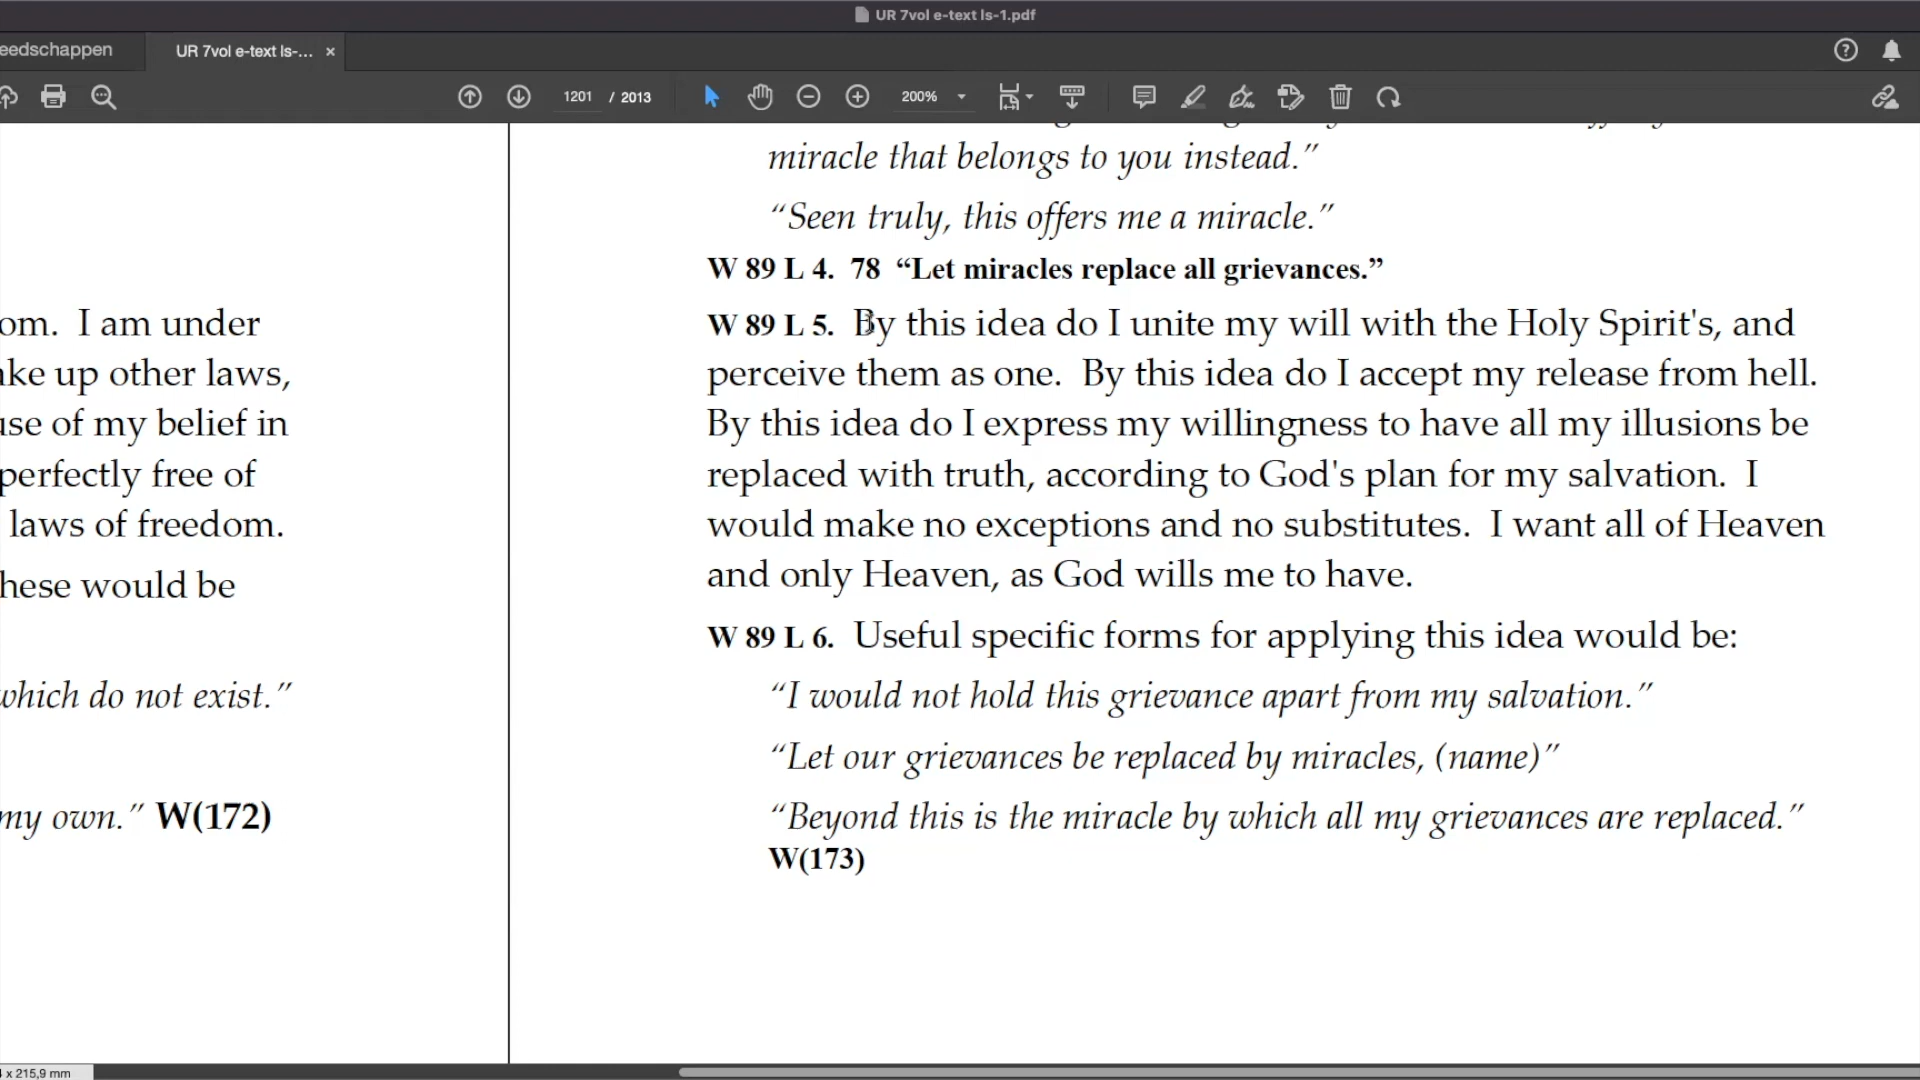 UR 7vol e-text ls-1.pdf
eedschappen
UR 7vol e-text ls-... ×
1201 / 2013
200%
om.  I am under
ake up other laws,
use of my belief in
perfectly free of
laws of freedom.
hese would be
which do not exist.”
my own.” W(172)
miracle that belongs to you instead.”
“Seen truly, this offers me a miracle.”
W 89 L 4.  78  “Let miracles replace all grievances.”
W 89 L 5.  By this idea do I unite my will with the Holy Spirit's, and
perceive them as one.  By this idea do I accept my release from hell.
By this idea do I express my willingness to have all my illusions be
replaced with truth, according to God's plan for my salvation.  I
would make no exceptions and no substitutes.  I want all of Heaven
and only Heaven, as God wills me to have.
W 89 L 6.  Useful specific forms for applying this idea would be:
“I would not hold this grievance apart from my salvation.”
“Let our grievances be replaced by miracles, (name)”
“Beyond this is the miracle by which all my grievances are replaced.”
W(173)
x 215,9 mm